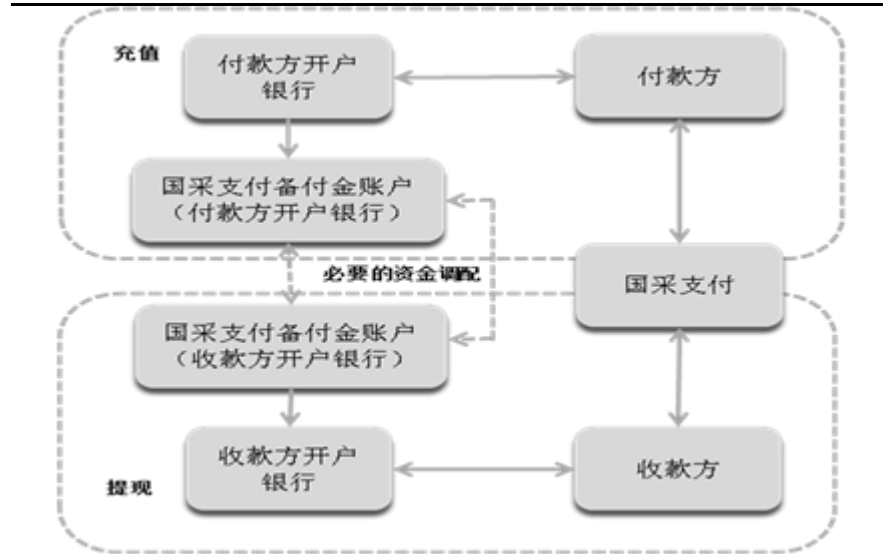 充值
付款方开户
银行
付款方
国采支付备付金账户
（付款方开户银行）
必要的资金调配
国采支付
国采支付备付金账户
（收款方开户银行）
收款方开户
银行
收款方
提现